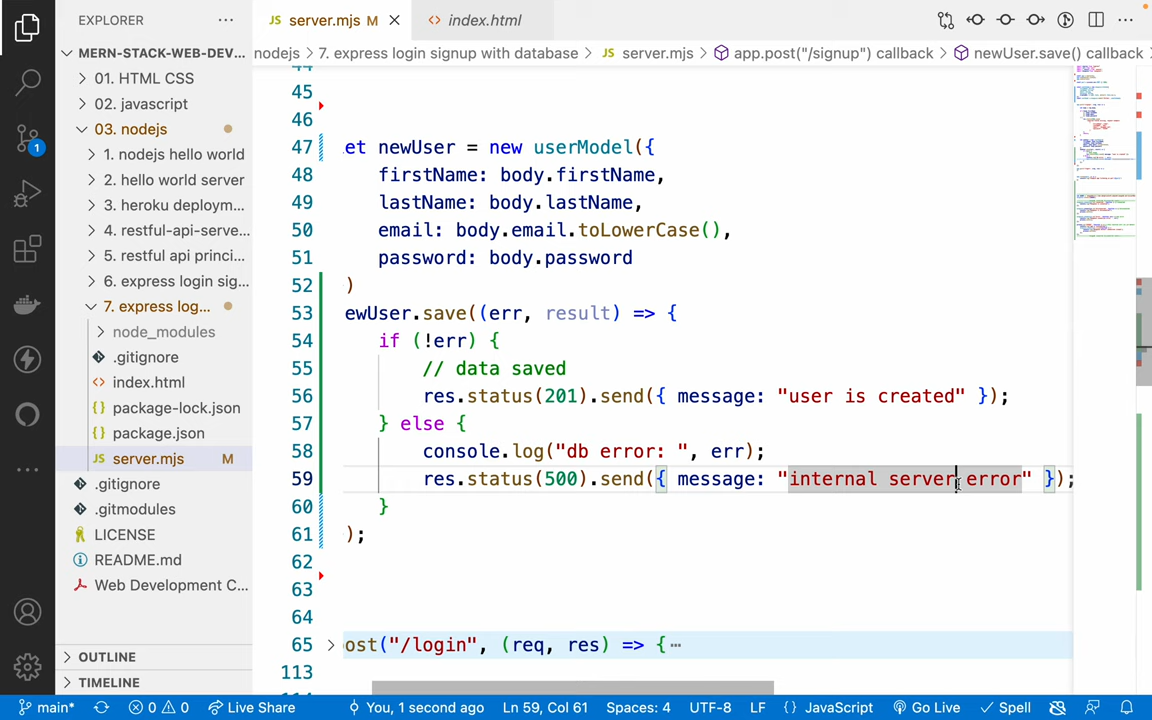 EXPLORER
···
JS server.mjs M ×
<> index.html
MERN-STACK-WEB-DEV...
nodejs > 7. express login signup with database > JS server.mjs > app.post("/signup") callback > newUser.save() callback
01. HTML CSS
02. javascript
03. nodejs
1. nodejs hello world
2. hello world server
3. heroku deploym...
4. restful-api-serve...
5. restful api princi...
6. express login sig...
7. express log...
node_modules
.gitignore
<> index.html
{} package-lock.json
{} package.json
JS server.mjs M
.gitignore
.gitmodules
LICENSE
README.md
Web Development C...
OUTLINE
TIMELINE
1
45
46
47 et newUser = new userModel({
48 firstName: body.firstName,
49 lastName: body.lastName,
50 email: body.email.toLowerCase(),
51 password: body.password
52 )
53 ewUser.save((err, result) => {
54 if (!err) {
55 // data saved
56 res.status(201).send({ message: "user is created" });
57 } else {
58 console.log("db error: ", err);
59 res.status(500).send({ message: "internal server error" });
60 }
61 );
62
63
64
65 ost("/login", (req, res) => {···
113
main* 0 0 Live Share You, 1 second ago Ln 59, Col 61 Spaces: 4 UTF-8 LF {} JavaScript Go Live Spell